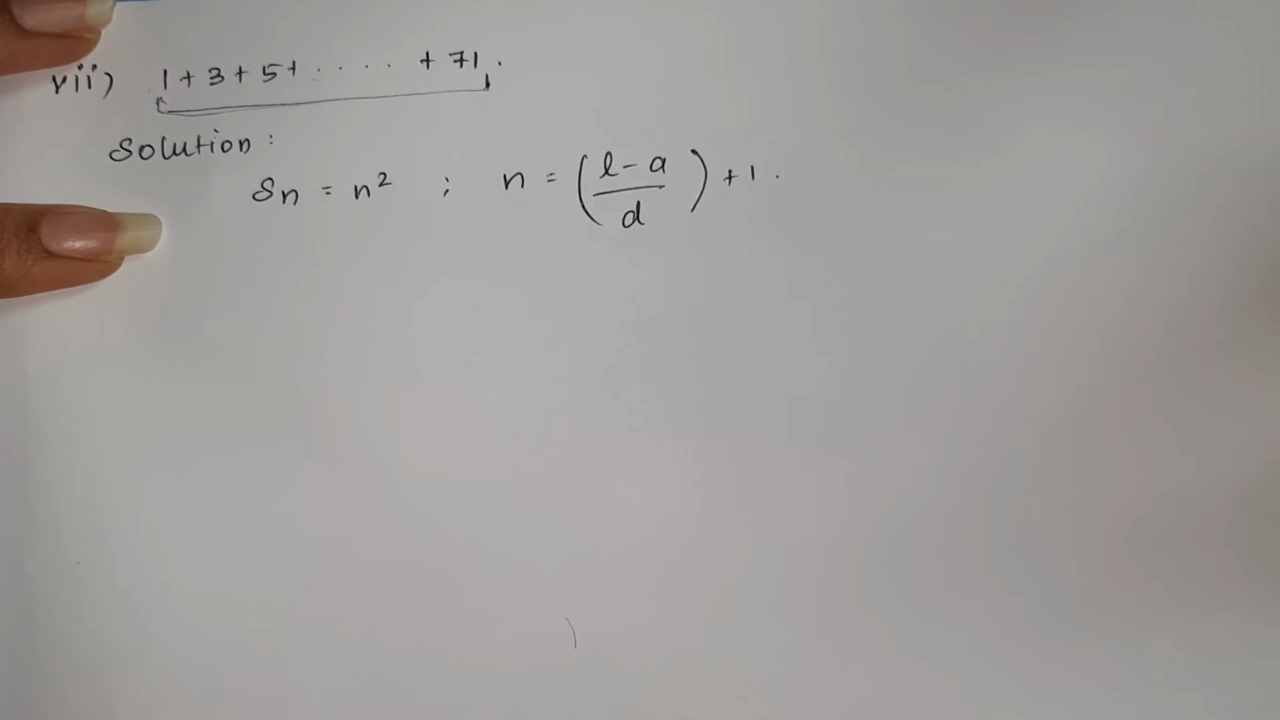 vii) 1 + 3 + 5 + . . . . . + 71.
Solution :
Sn = n² ; n = (l - a / d) + 1.